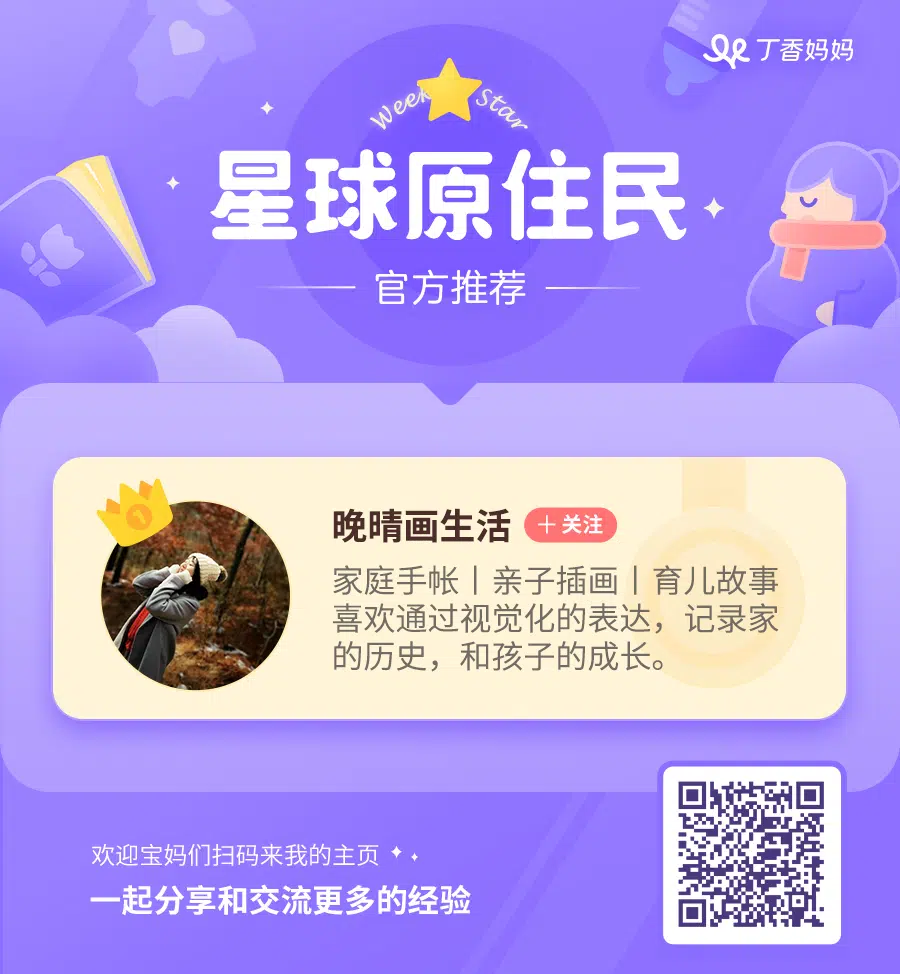 丁香妈妈
Week Star
星球原住民
官方推荐
1
晚晴画生活
+关注
家庭手帐丨亲子插画丨育儿故事
喜欢通过视觉化的表达，记录家
的历史，和孩子的成长。
欢迎宝妈们扫码来我的主页
一起分享和交流更多的经验